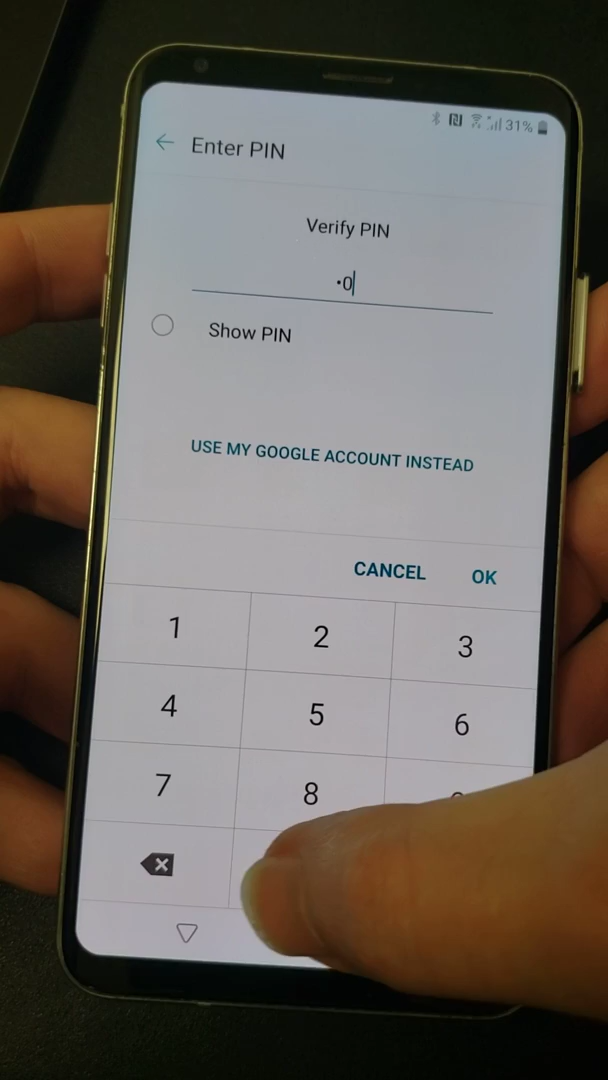 31%
Enter PIN
Verify PIN
•0
Show PIN
USE MY GOOGLE ACCOUNT INSTEAD
CANCEL OK
1 2 3
4 5 6
7 8